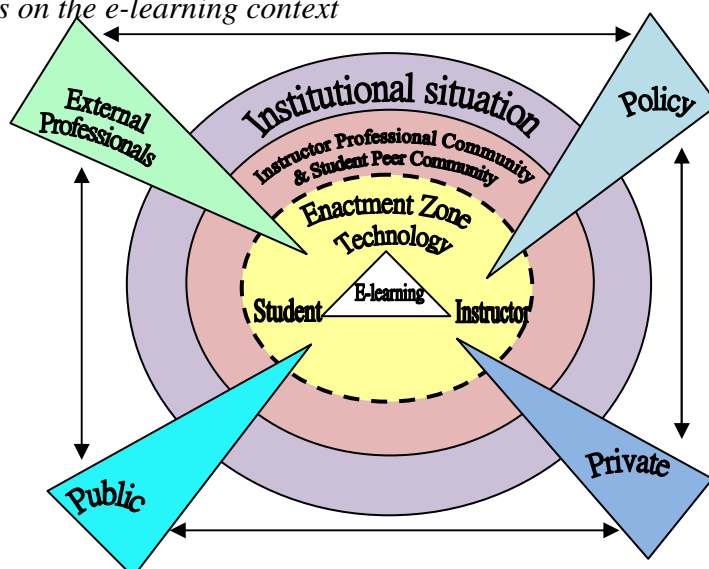 s on the e-learning context
External
Professionals
Policy
Institutional situation
Instructor Professional Community
& Student Peer Community
Enactment Zone
Technology
E-learning
Student
Instructor
Public
Private